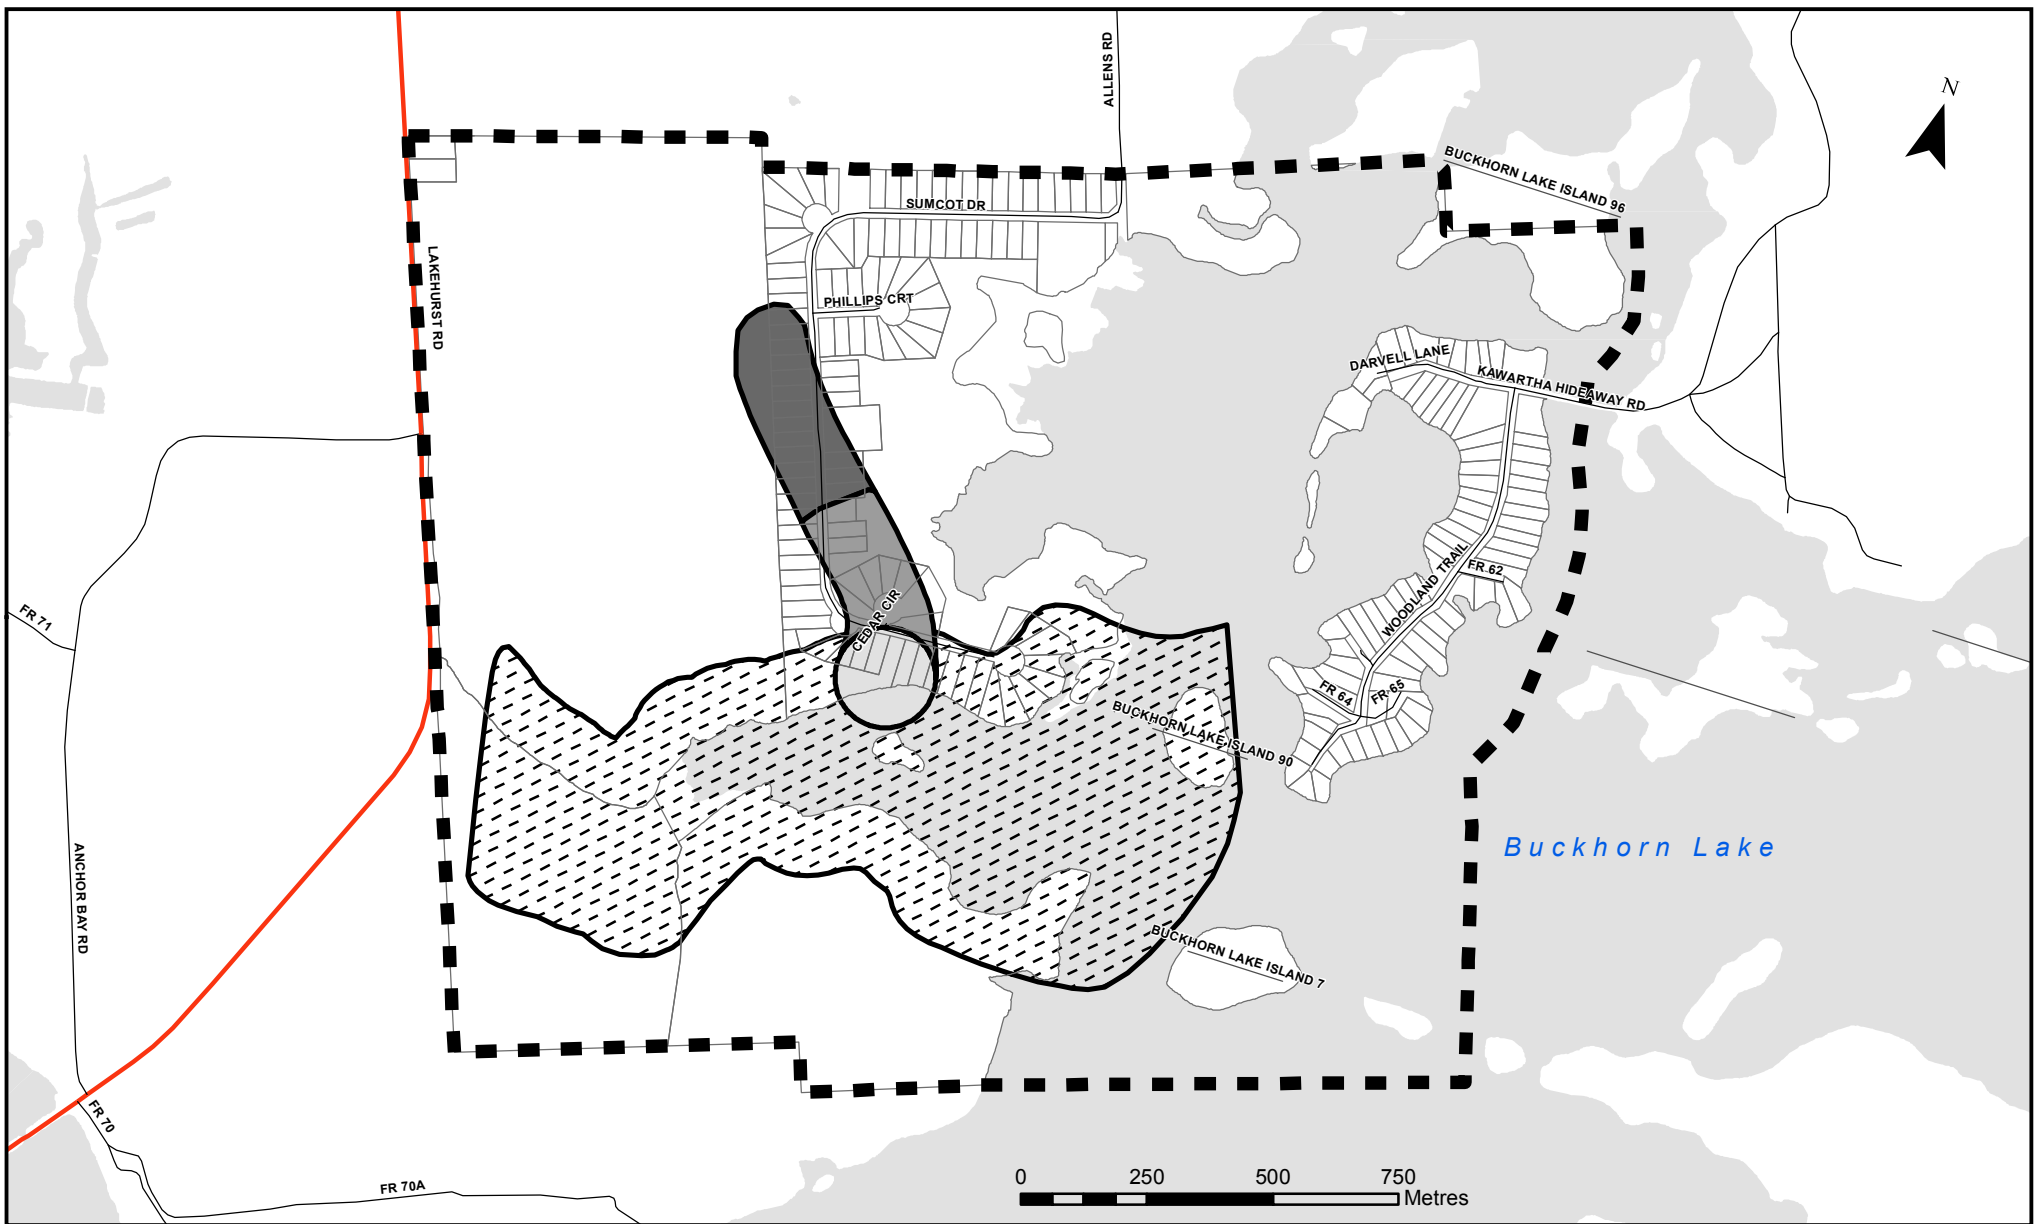 ALLENS RD
N
BUCKHORN LAKE ISLAND 96
SUMCOT DR
LAKEHURST RD
PHILLIPS CRT
DARVELL LANE
KAWARTHA HIDEAWAY RD
WOODLAND TRAIL
FR 62
FR 71
CEDAR CIR
FR 64
FR 65
BUCKHORN LAKE ISLAND 90
Buckhorn Lake
ANCHOR BAY RD
BUCKHORN LAKE ISLAND 7
FR 70
FR 70A
0 250 500 750
Metres